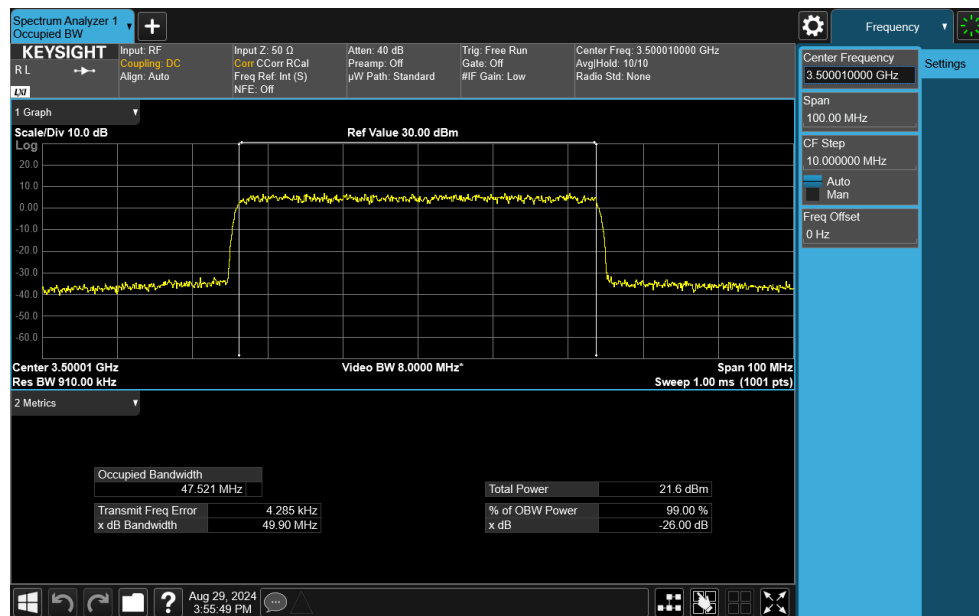 Spectrum Analyzer 1
Occupied BW
+
Frequency
KEYSIGHT
R L
LXI
Input: RF
Coupling: DC
Align: Auto
Input Z: 50 Ω
Corr CCorr RCal
Freq Ref: Int (S)
NFE: Off
Atten: 40 dB
Preamp: Off
µW Path: Standard
Trig: Free Run
Gate: Off
#IF Gain: Low
Center Freq: 3.500010000 GHz
Avg|Hold: 10/10
Radio Std: None
Center Frequency
3.500010000 GHz
Settings
Span
100.00 MHz
CF Step
10.000000 MHz
Auto
Man
Freq Offset
0 Hz
1 Graph
Scale/Div 10.0 dB
Ref Value 30.00 dBm
Log
20.0
10.0
0.00
-10.0
-20.0
-30.0
-40.0
-50.0
-60.0
Center 3.50001 GHz
Video BW 8.0000 MHz*
Span 100 MHz
Res BW 910.00 kHz
Sweep 1.00 ms (1001 pts)
2 Metrics
Occupied Bandwidth
47.521 MHz
Total Power 21.6 dBm
Transmit Freq Error 4.285 kHz
% of OBW Power 99.00 %
x dB Bandwidth 49.90 MHz
x dB -26.00 dB
?
Aug 29, 2024
3:55:49 PM